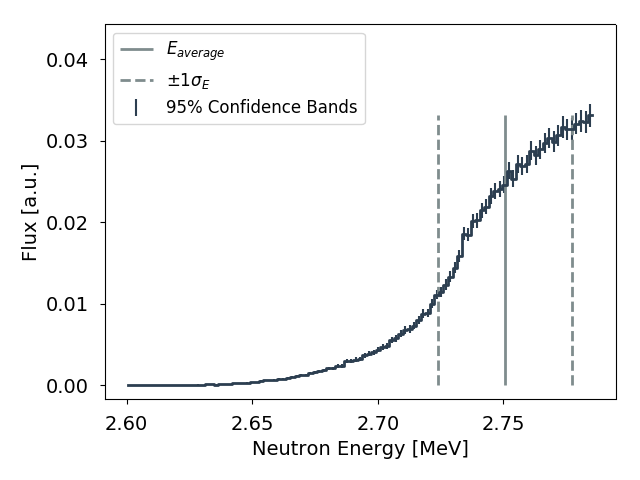 E_average
±1σ_E
95% Confidence Bands
0.04
0.03
0.02
0.01
0.00
Flux [a.u.]
2.60 2.65 2.70 2.75
Neutron Energy [MeV]